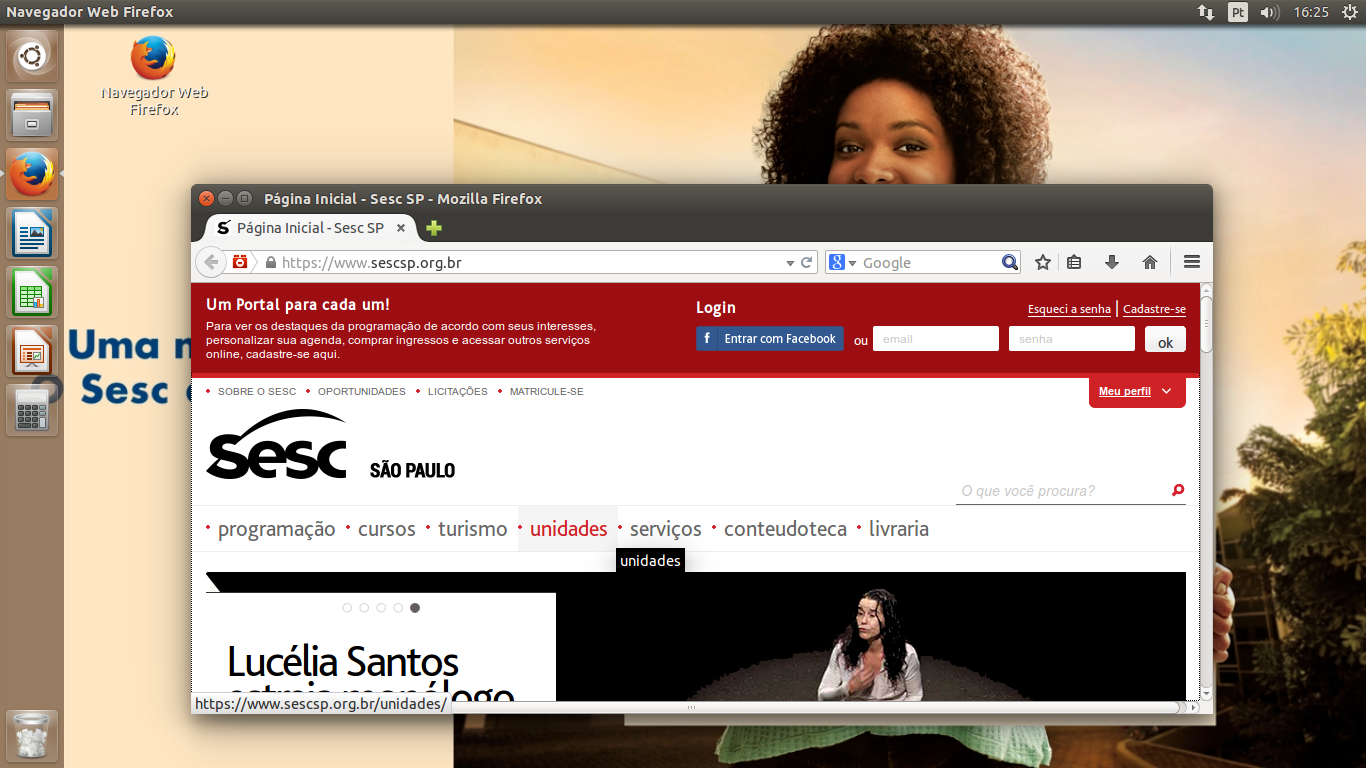 Navegador Web Firefox
Pt
16:25
Navegador Web
Firefox
Uma
Sesc
Página Inicial - Sesc SP - Mozilla Firefox
Página Inicial - Sesc SP
https://www.sescsp.org.br
8
Google
Um Portal para cada um!
Para ver os destaques da programação de acordo com seus interesses,
personalizar sua agenda, comprar ingressos e acessar outros serviços
online, cadastre-se aqui.
Login
Esqueci a senha | Cadastre-se
f Entrar com Facebook ou email senha ok
SOBRE O SESC OPORTUNIDADES LICITAÇÕES MATRICULE-SE
Meu perfil
Sesc SÃO PAULO
O que você procura?
programação cursos turismo unidades serviços conteudoteca livraria
unidades
Lucélia Santos
estreia monólogo
https://www.sescsp.org.br/unidades/